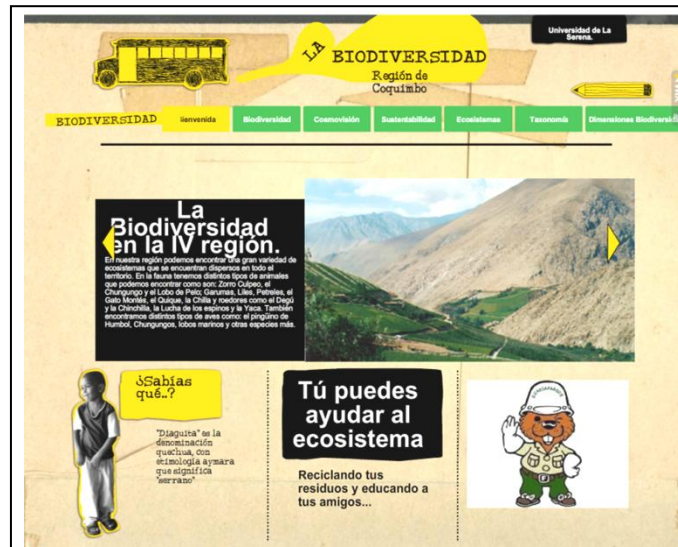 Universidad de La
Serena.
LA BIODIVERSIDAD
Región de
Coquimbo
BIODIVERSIDAD
Bienvenida
Biodiversidad
Cosmovisión
Sustentabilidad
Ecosistemas
Taxonomía
Dimensiones
La
Biodiversidad
en la IV región.
En nuestra región podemos encontrar una gran variedad de
ecosistemas que se encuentran dispersos en todo el
territorio. En la fauna tenemos distintos tipos de animales
que podemos encontrar como son: Zorro Culpeo, el
Chungungo y el Lobo de Pelo; Garumas, Liles, Petreles, el
Gato Montés, el Quique, la Chilla y roedores como el Degú
y la Chinchilla, la Lucha de los espinos y la Yaca. También
encontramos distintos tipos de aves como: el pingüino de
Humbol, Chungungos, lobos marinos y otras especies más.
¿Sabías
qué..?
"Diaguita" es la
denominación
quechua, con
etimología aymara
que significa
"serrano"
Tú puedes
ayudar al
ecosistema
Reciclando tus
residuos y educando a
tus amigos...